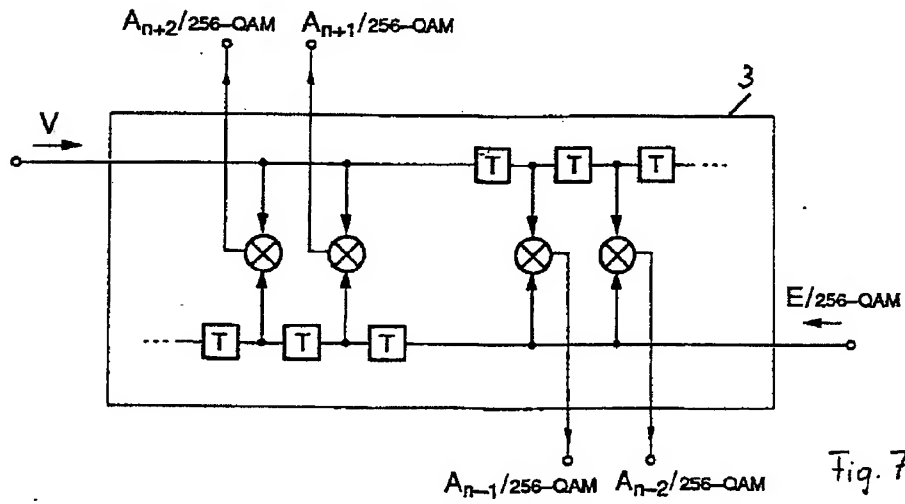 A_{n+2}/256-QAM A_{n+1}/256-QAM
3
V
T T T
E/256-QAM
T T T
A_{n-1}/256-QAM A_{n-2}/256-QAM
Fig. 7